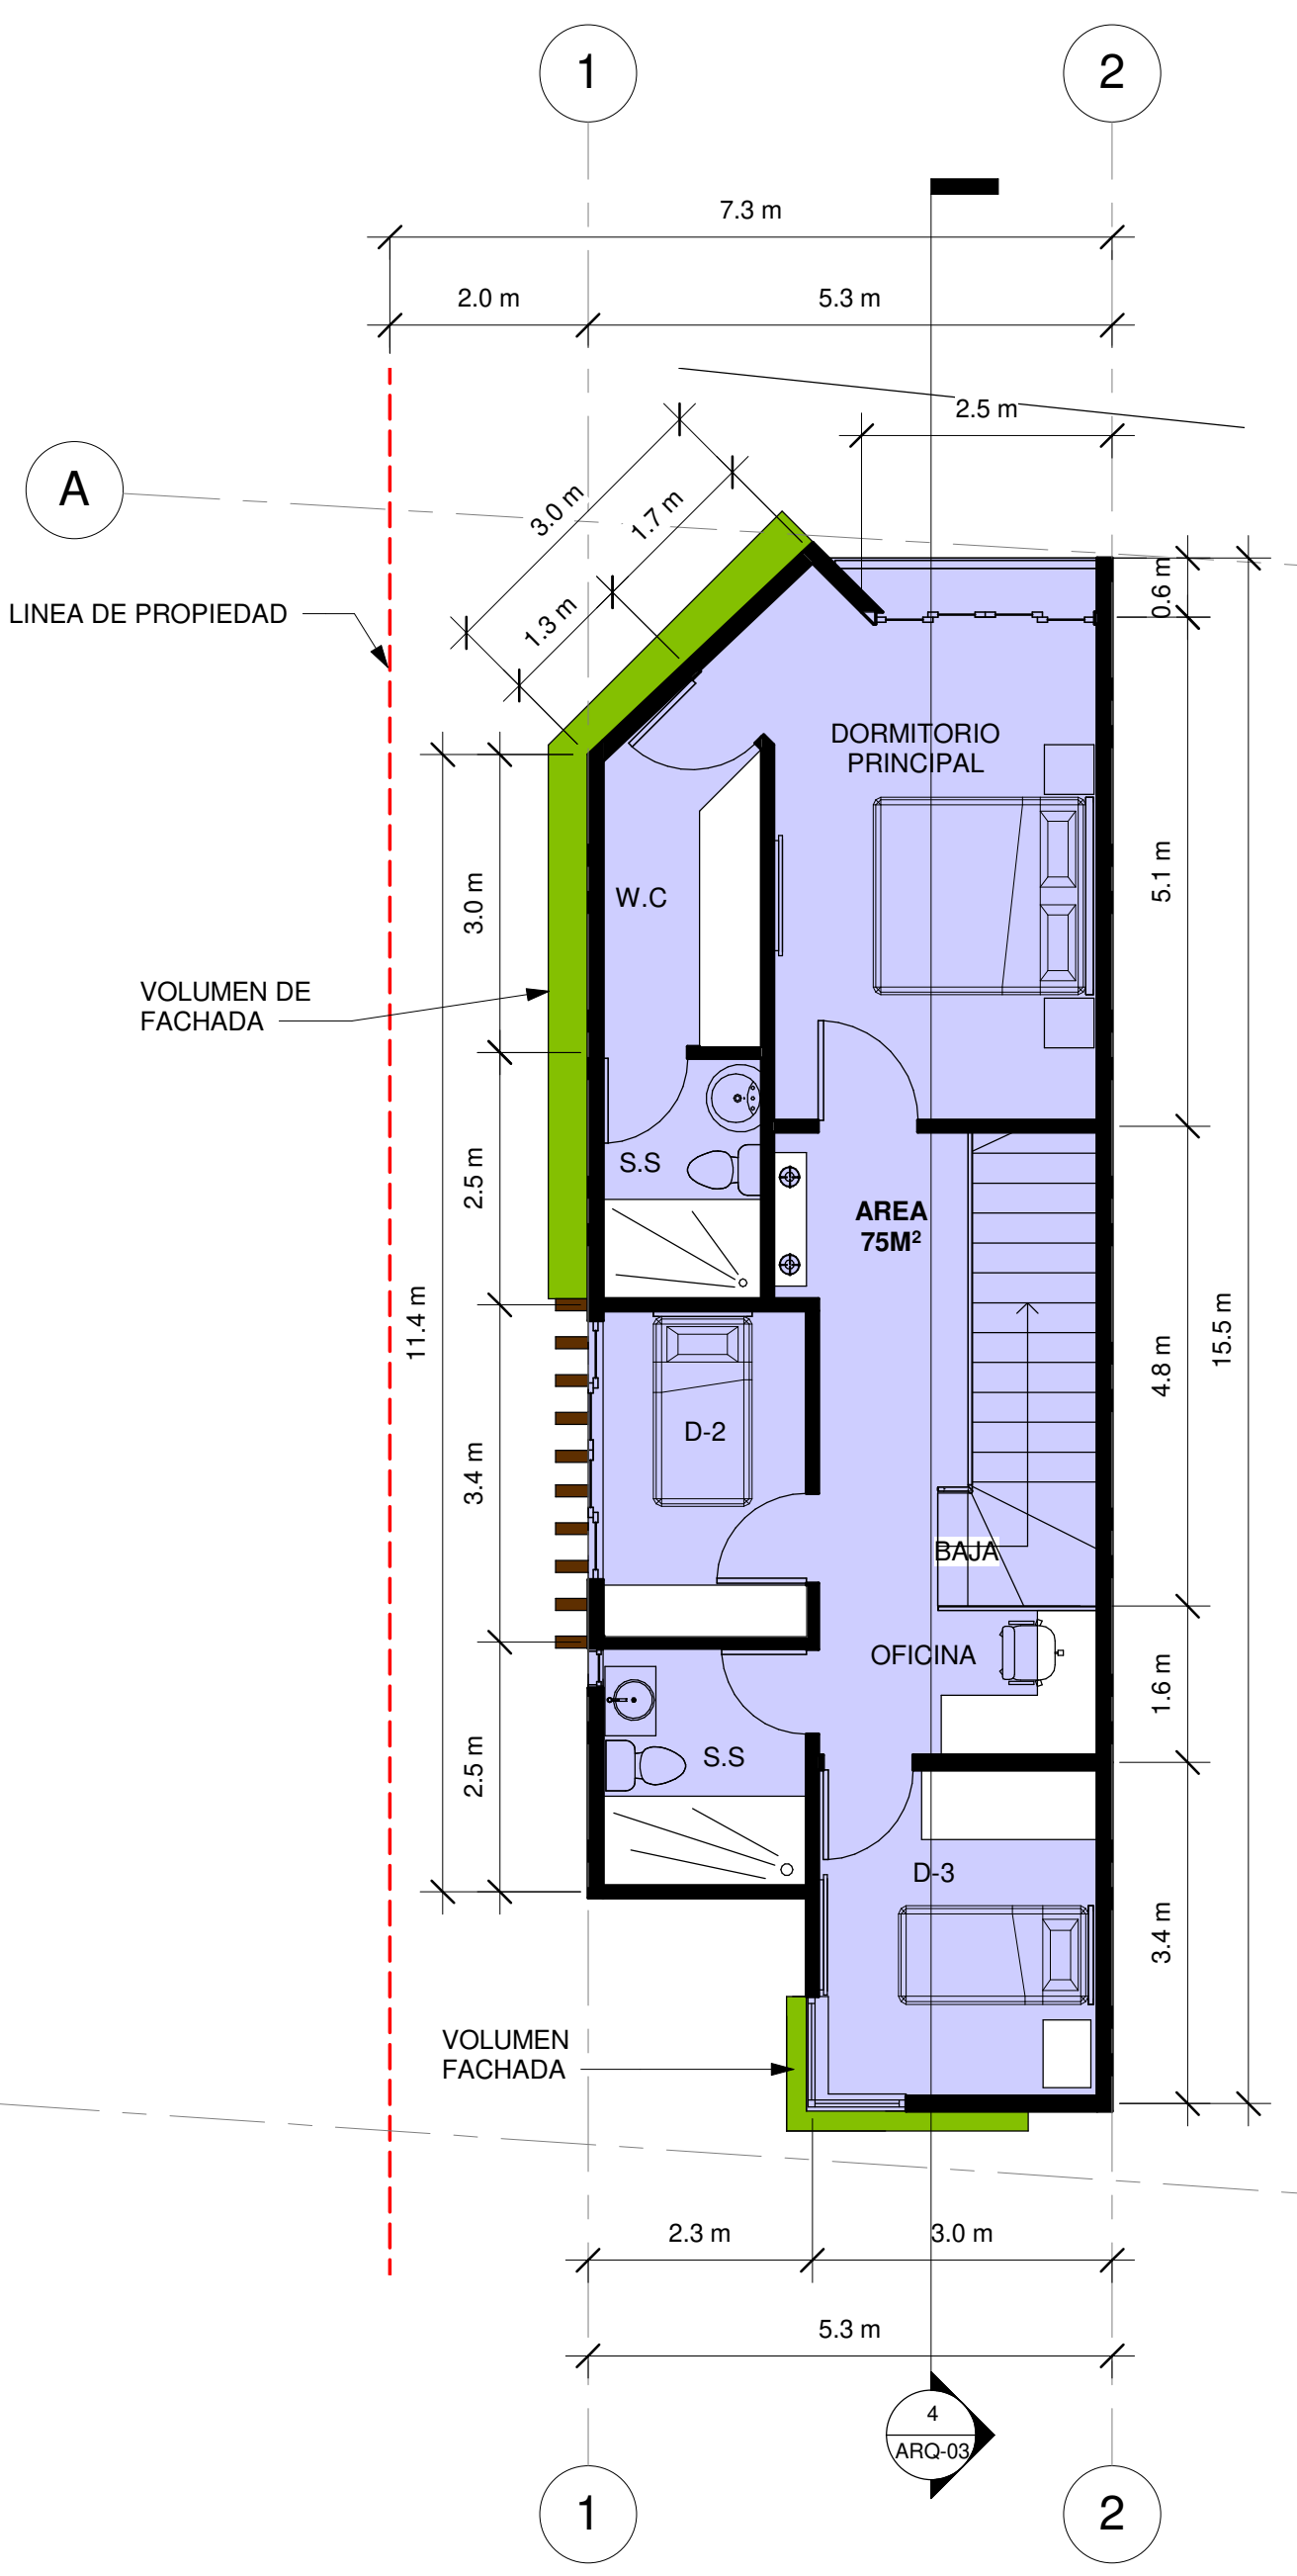 1
2
7.3 m
2.0 m
5.3 m
2.5 m
A
3.0 m
1.7 m
1.3 m
0.6 m
LINEA DE PROPIEDAD
DORMITORIO
PRINCIPAL
5.1 m
3.0 m
W.C
VOLUMEN DE
FACHADA
2.5 m
S.S
AREA
75M²
11.4 m
15.5 m
4.8 m
3.4 m
D-2
BAJA
OFICINA
1.6 m
2.5 m
S.S
D-3
3.4 m
VOLUMEN
FACHADA
2.3 m
3.0 m
5.3 m
4
ARQ-03
1
2